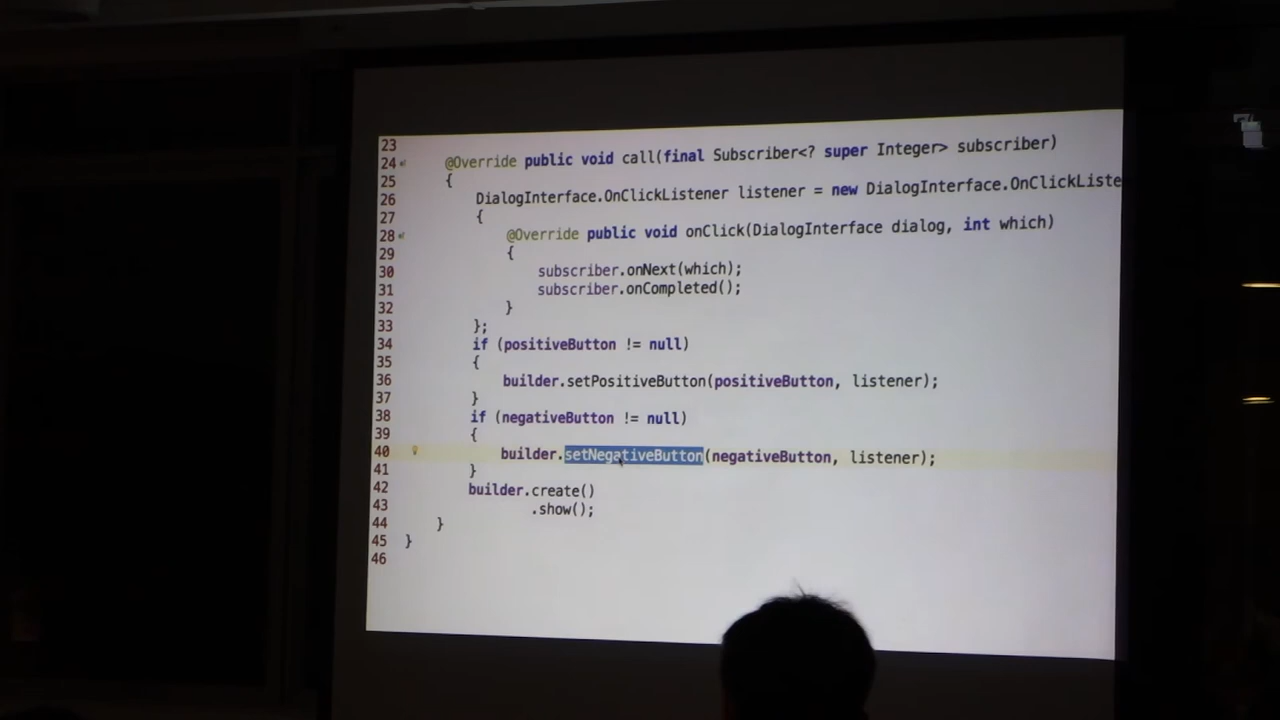 23
24 @Override public void call(final Subscriber<? super Integer> subscriber)
25 {
26 DialogInterface.OnClickListener listener = new DialogInterface.OnClickListe
27 {
28 @Override public void onClick(DialogInterface dialog, int which)
29 {
30 subscriber.onNext(which);
31 subscriber.onCompleted();
32 }
33 };
34 if (positiveButton != null)
35 {
36 builder.setPositiveButton(positiveButton, listener);
37 }
38 if (negativeButton != null)
39 {
40 builder.setNegativeButton(negativeButton, listener);
41 }
42 builder.create()
43 .show();
44 }
45 }
46